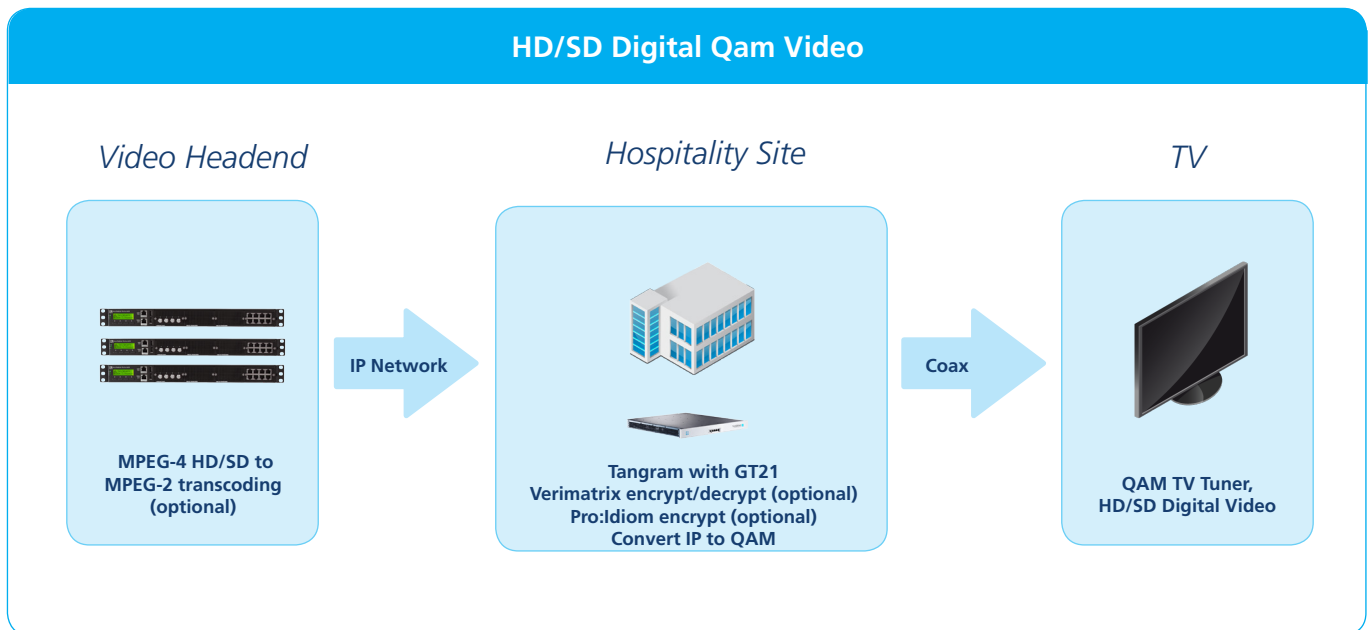 HD/SD Digital Qam Video
Video Headend
Hospitality Site
TV
IP Network
Coax
MPEG-4 HD/SD to
MPEG-2 transcoding
(optional)
Tangram with GT21
Verimatrix encrypt/decrypt (optional)
Pro:Idiom encrypt (optional)
Convert IP to QAM
QAM TV Tuner,
HD/SD Digital Video